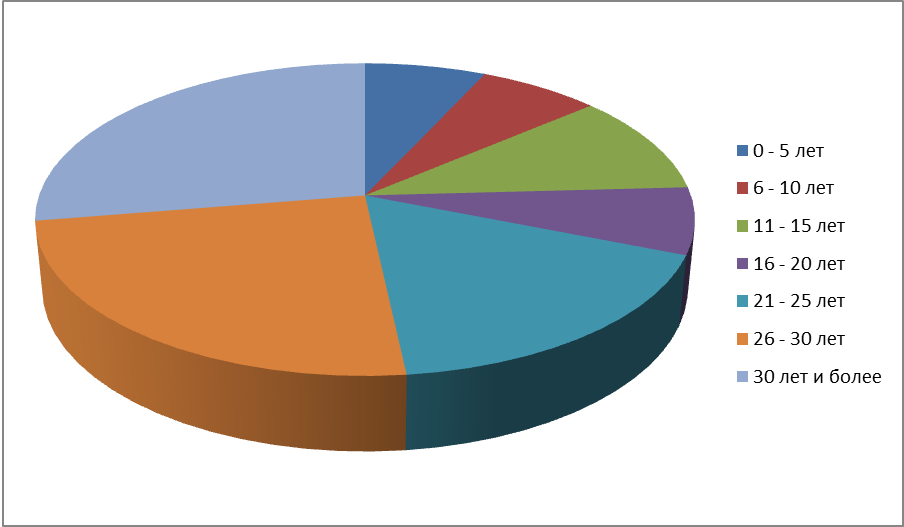 0 - 5 лет
6 - 10 лет
11 - 15 лет
16 - 20 лет
21 - 25 лет
26 - 30 лет
30 лет и более